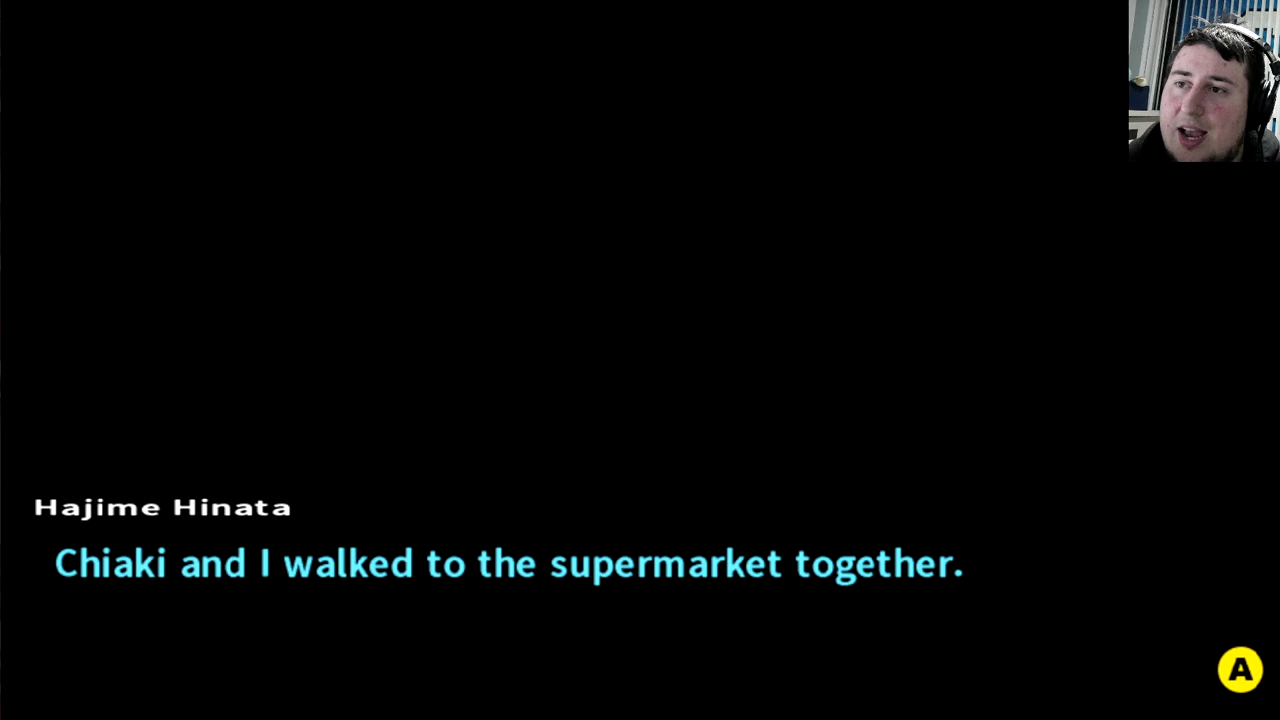 Hajime Hinata
Chiaki and I walked to the supermarket together.
A